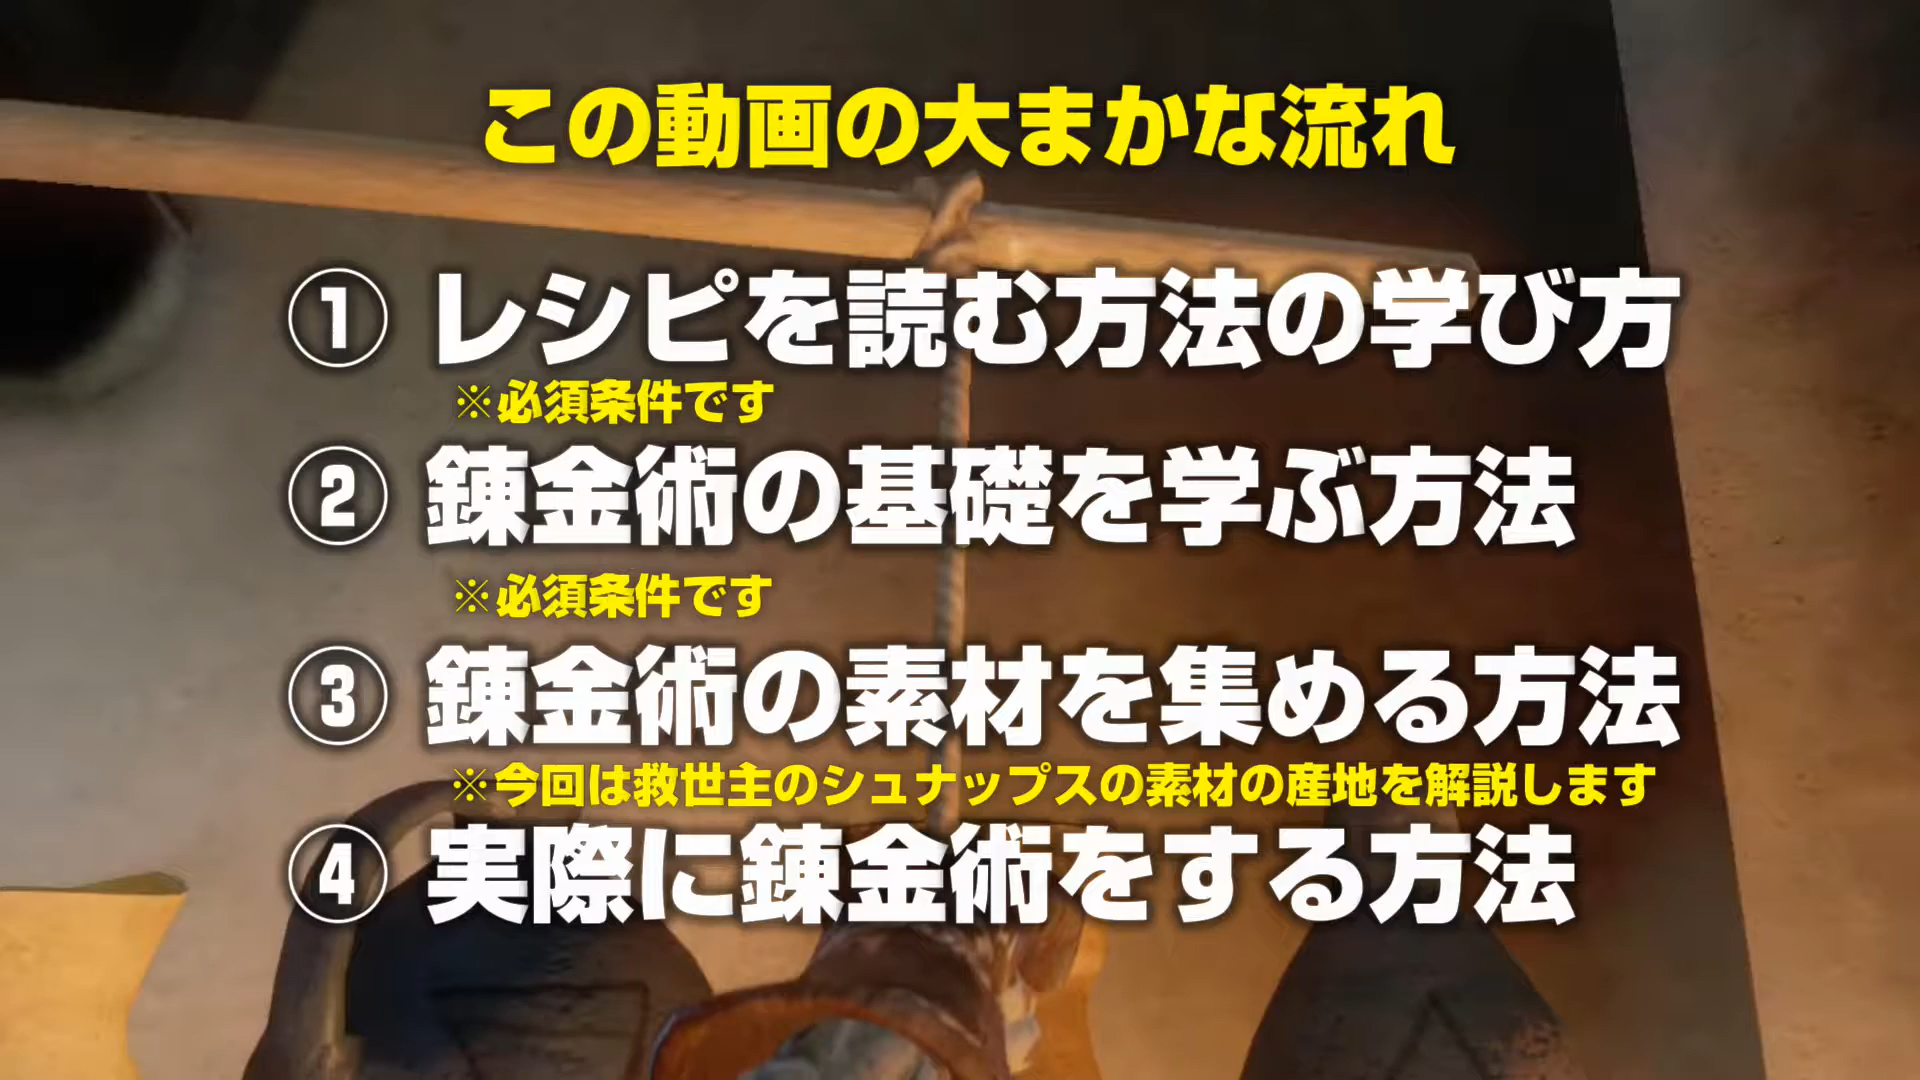 この動画の大まかな流れ
① レシピを読む方法の学び方
※必須条件です
② 錬金術の基礎を学ぶ方法
※必須条件です
③ 錬金術の素材を集める方法
※今回は救世主のシュナップスの素材の産地を解説します
④ 実際に錬金術をする方法